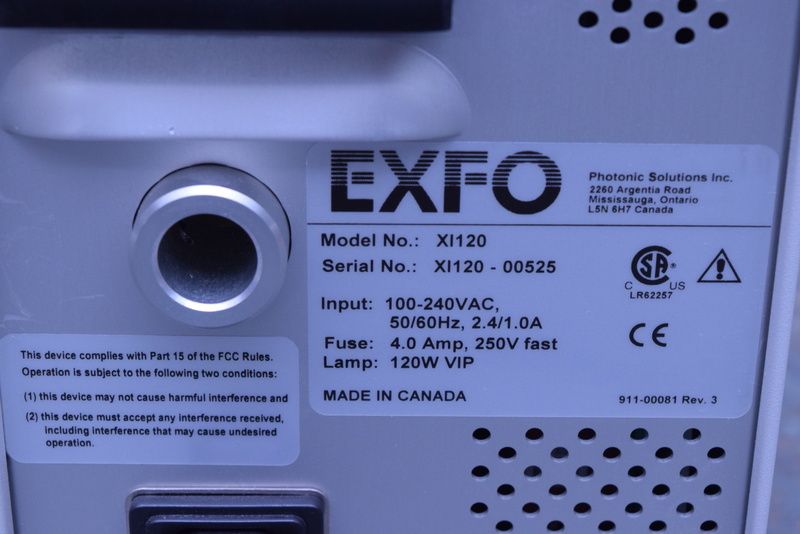 EXFO
Photonic Solutions Inc.
2260 Argentia Road
Mississauga, Ontario
L5N 6H7 Canada
Model No.: XI120
Serial No.: XI120 - 00525
Input: 100-240VAC,
50/60Hz, 2.4/1.0A
Fuse: 4.0 Amp, 250V fast
Lamp: 120W VIP
MADE IN CANADA
SA ®
C US
LR62257
CE
911-00081 Rev. 3
This device complies with Part 15 of the FCC Rules.
Operation is subject to the following two conditions:
(1) this device may not cause harmful interference and
(2) this device must accept any interference received,
including interference that may cause undesired
operation.